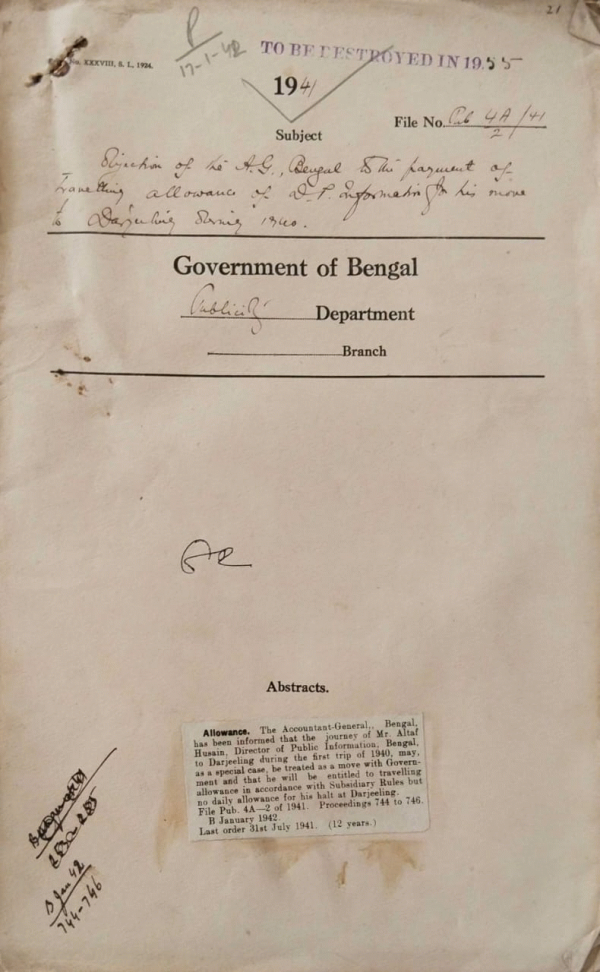 21
P
17-1-42
TO BE DESTROYED IN 1955
No. XXXVIII, S. L., 1924.
1941
File No. Pub 4A/41
2
Subject
Objection of the A.G., Bengal to the payment of
travelling allowance of D. P. Information for his move
to Darjeeling during 1940.
Government of Bengal
Publicity Department
Branch
Abstracts.
Allowance. The Accountant-General,, Bengal,
has been informed that the journey of Mr. Altaf
Husain, Director of Public Information, Bengal,
to Darjeeling during the first trip of 1940, may,
as a special case, be treated as a move with Govern-
ment and that he will be entitled to travelling
allowance in accordance with Subsidiary Rules but
no daily allowance for his halt at Darjeeling.
File Pub. 4A—2 of 1941. Proceedings 744 to 746.
B January 1942.
Last order 31st July 1941. (12 years.)
B Jan 42
744-746